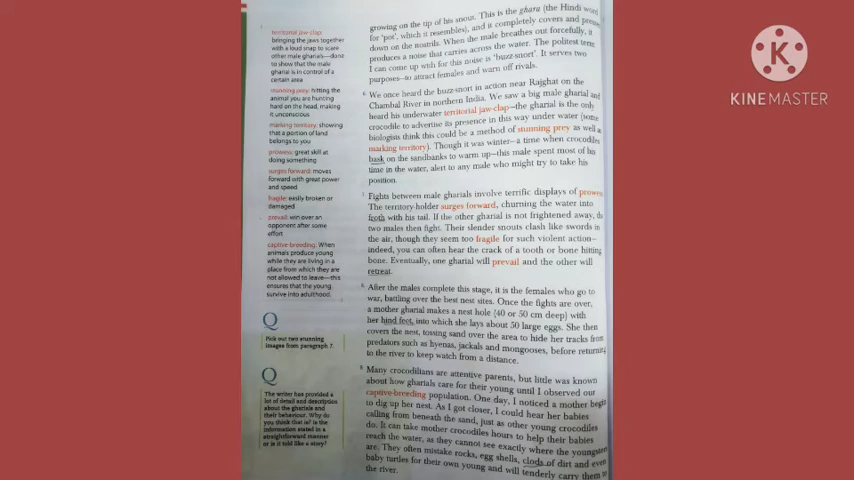 territorial jaw-clap:
bringing the jaws together
with a loud snap to scare
other male gharials—done
to show that the male
gharial is in control of a
certain area
stunning prey: hitting the
animal you are hunting
hard on the head, making
it unconscious
marking territory: showing
that a portion of land
belongs to you
prowess: great skill at
doing something
surges forward: moves
forward with great power
and speed
fragile: easily broken or
damaged
prevail: win over an
opponent after some
effort
captive-breeding: When
animals produce young
while they are living in a
place from which they are
not allowed to leave—this
ensures that the young
survive into adulthood.
Q
Pick out two stunning
images from paragraph 7.
Q
The writer has provided a
lot of detail and description
about the gharials and
their behaviour. Why do
you think that is? Is the
information stated in a
straightforward manner
or is it told like a story?
growing on the up of his snout. This is the ghara (the Hindi word
for 'pot', which it resembles), and it completely covers and presses
down on the nostrils. When the male breathes out forcefully, it
produces a noise that carries across the water. The politest term
I can come up with for this noise is 'buzz-snort'. It serves two
purposes—to attract females and warn off rivals.
6 We once heard the buzz-snort in action near Rajghat on the
Chambal River in northern India. We saw a big male gharial and
heard his underwater territorial jaw-clap—the gharial is the only
crocodile to advertise its presence in this way under water (some
biologists think this could be a method of stunning prey as well a
marking territory). Though it was winter—a time when crocodiles
bask on the sandbanks to warm up—this male spent most of his
time in the water, alert to any male who might try to take his
position.
7 Fights between male gharials involve terrific displays of prowess
The territory-holder surges forward, churning the water into
froth with his tail. If the other gharial is not frightened away, the
two males then fight. Their slender snouts clash like swords in
the air, though they seem too fragile for such violent action—
indeed, you can often hear the crack of a tooth or bone hitting
bone. Eventually, one gharial will prevail and the other will
retreat.
8 After the males complete this stage, it is the females who go to
war, battling over the best nest sites. Once the fights are over,
a mother gharial makes a nest hole (40 or 50 cm deep) with
her hind feet, into which she lays about 50 large eggs. She then
covers the nest, tossing sand over the area to hide her tracks from
predators such as hyenas, jackals and mongooses, before returning
to the river to keep watch from a distance.
9 Many crocodilians are attentive parents, but little was known
about how gharials care for their young until I observed our
captive-breeding population. One day, I noticed a mother begin
to dig up her nest. As I got closer, I could hear her babies
calling from beneath the sand, just as other young crocodiles
do. It can take mother crocodiles hours to help their babies
reach the water, as they cannot see exactly where the youngsters
are. They often mistake rocks, egg shells, clods of dirt and even
baby turtles for their own young and will tenderly carry them to
the river.
KINEMASTER